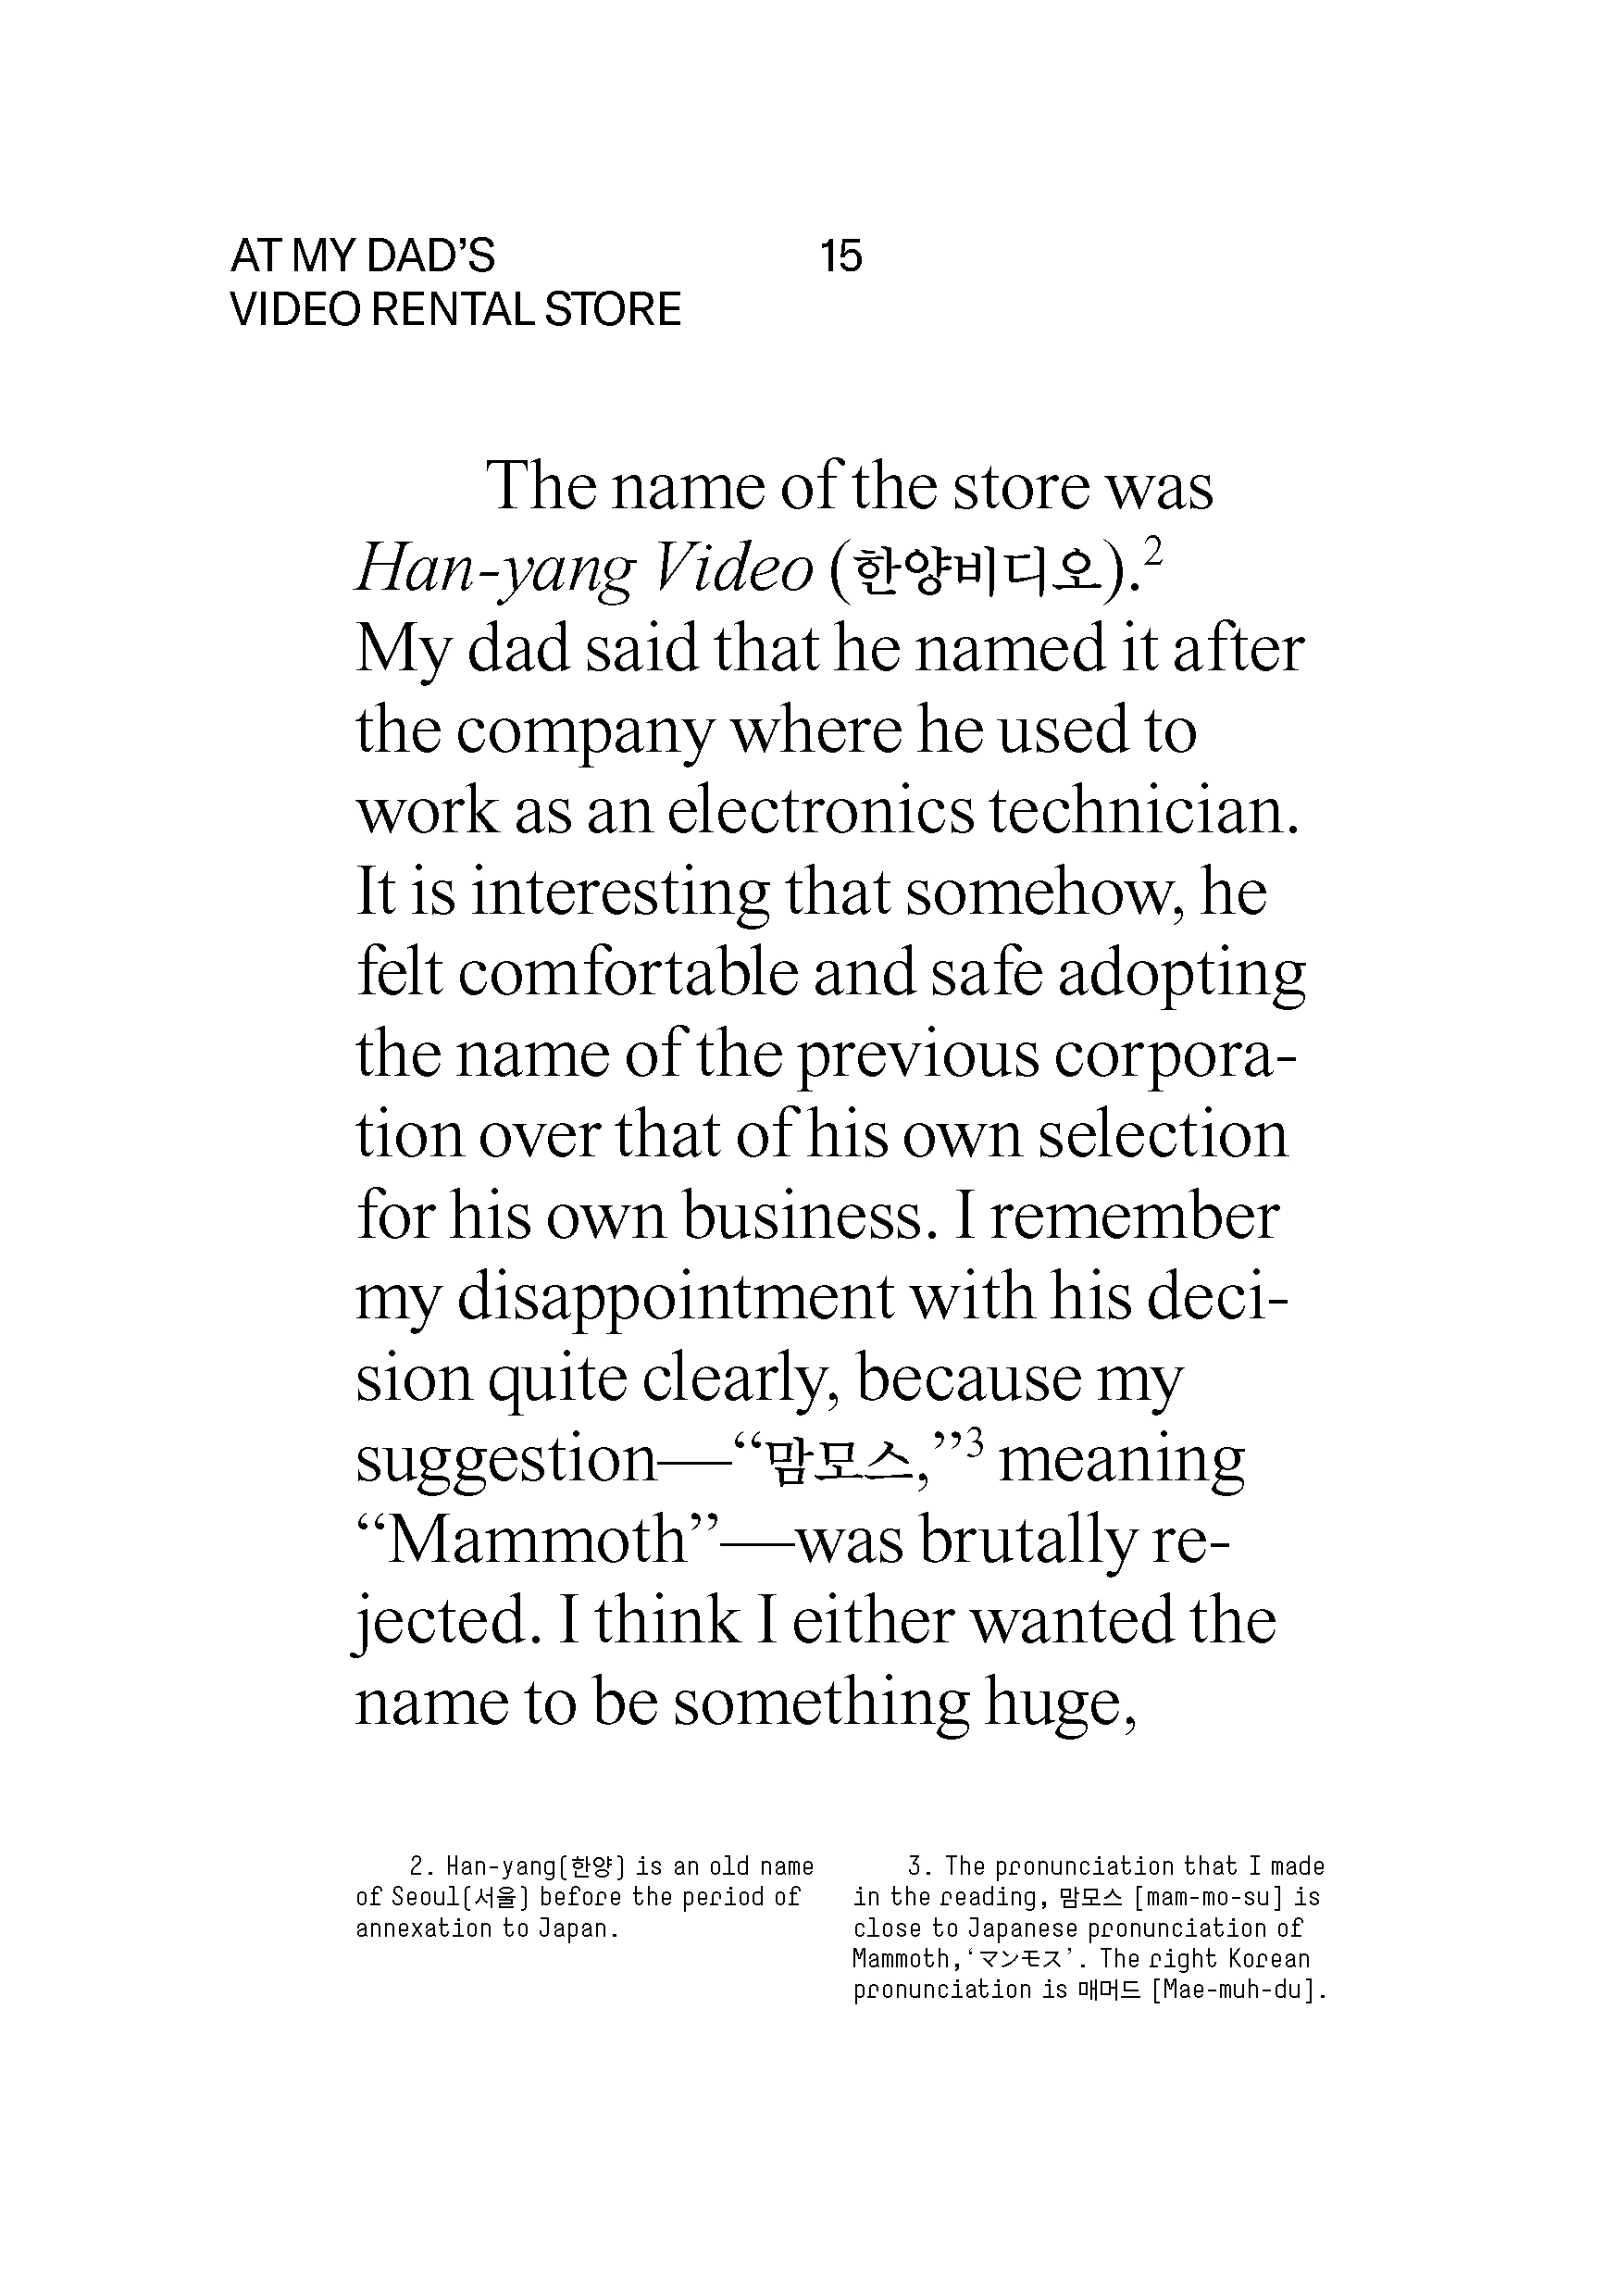 AT MY DAD’S
VIDEO RENTAL STORE
15
The name of the store was
Han-yang Video (한양비디오).2
My dad said that he named it after
the company where he used to
work as an electronics technician.
It is interesting that somehow, he
felt comfortable and safe adopting
the name of the previous corpora-
tion over that of his own selection
for his own business. I remember
my disappointment with his deci-
sion quite clearly, because my
suggestion—“맘모스,”3 meaning
“Mammoth”—was brutally re-
jected. I think I either wanted the
name to be something huge,
2. Han-yang(한양) is an old name
of Seoul(서울) before the period of
annexation to Japan.
3. The pronunciation that I made
in the reading, 맘모스 [mam-mo-su] is
close to Japanese pronunciation of
Mammoth,‘マンモス’. The right Korean
pronunciation is 매머드 [Mae-muh-du].